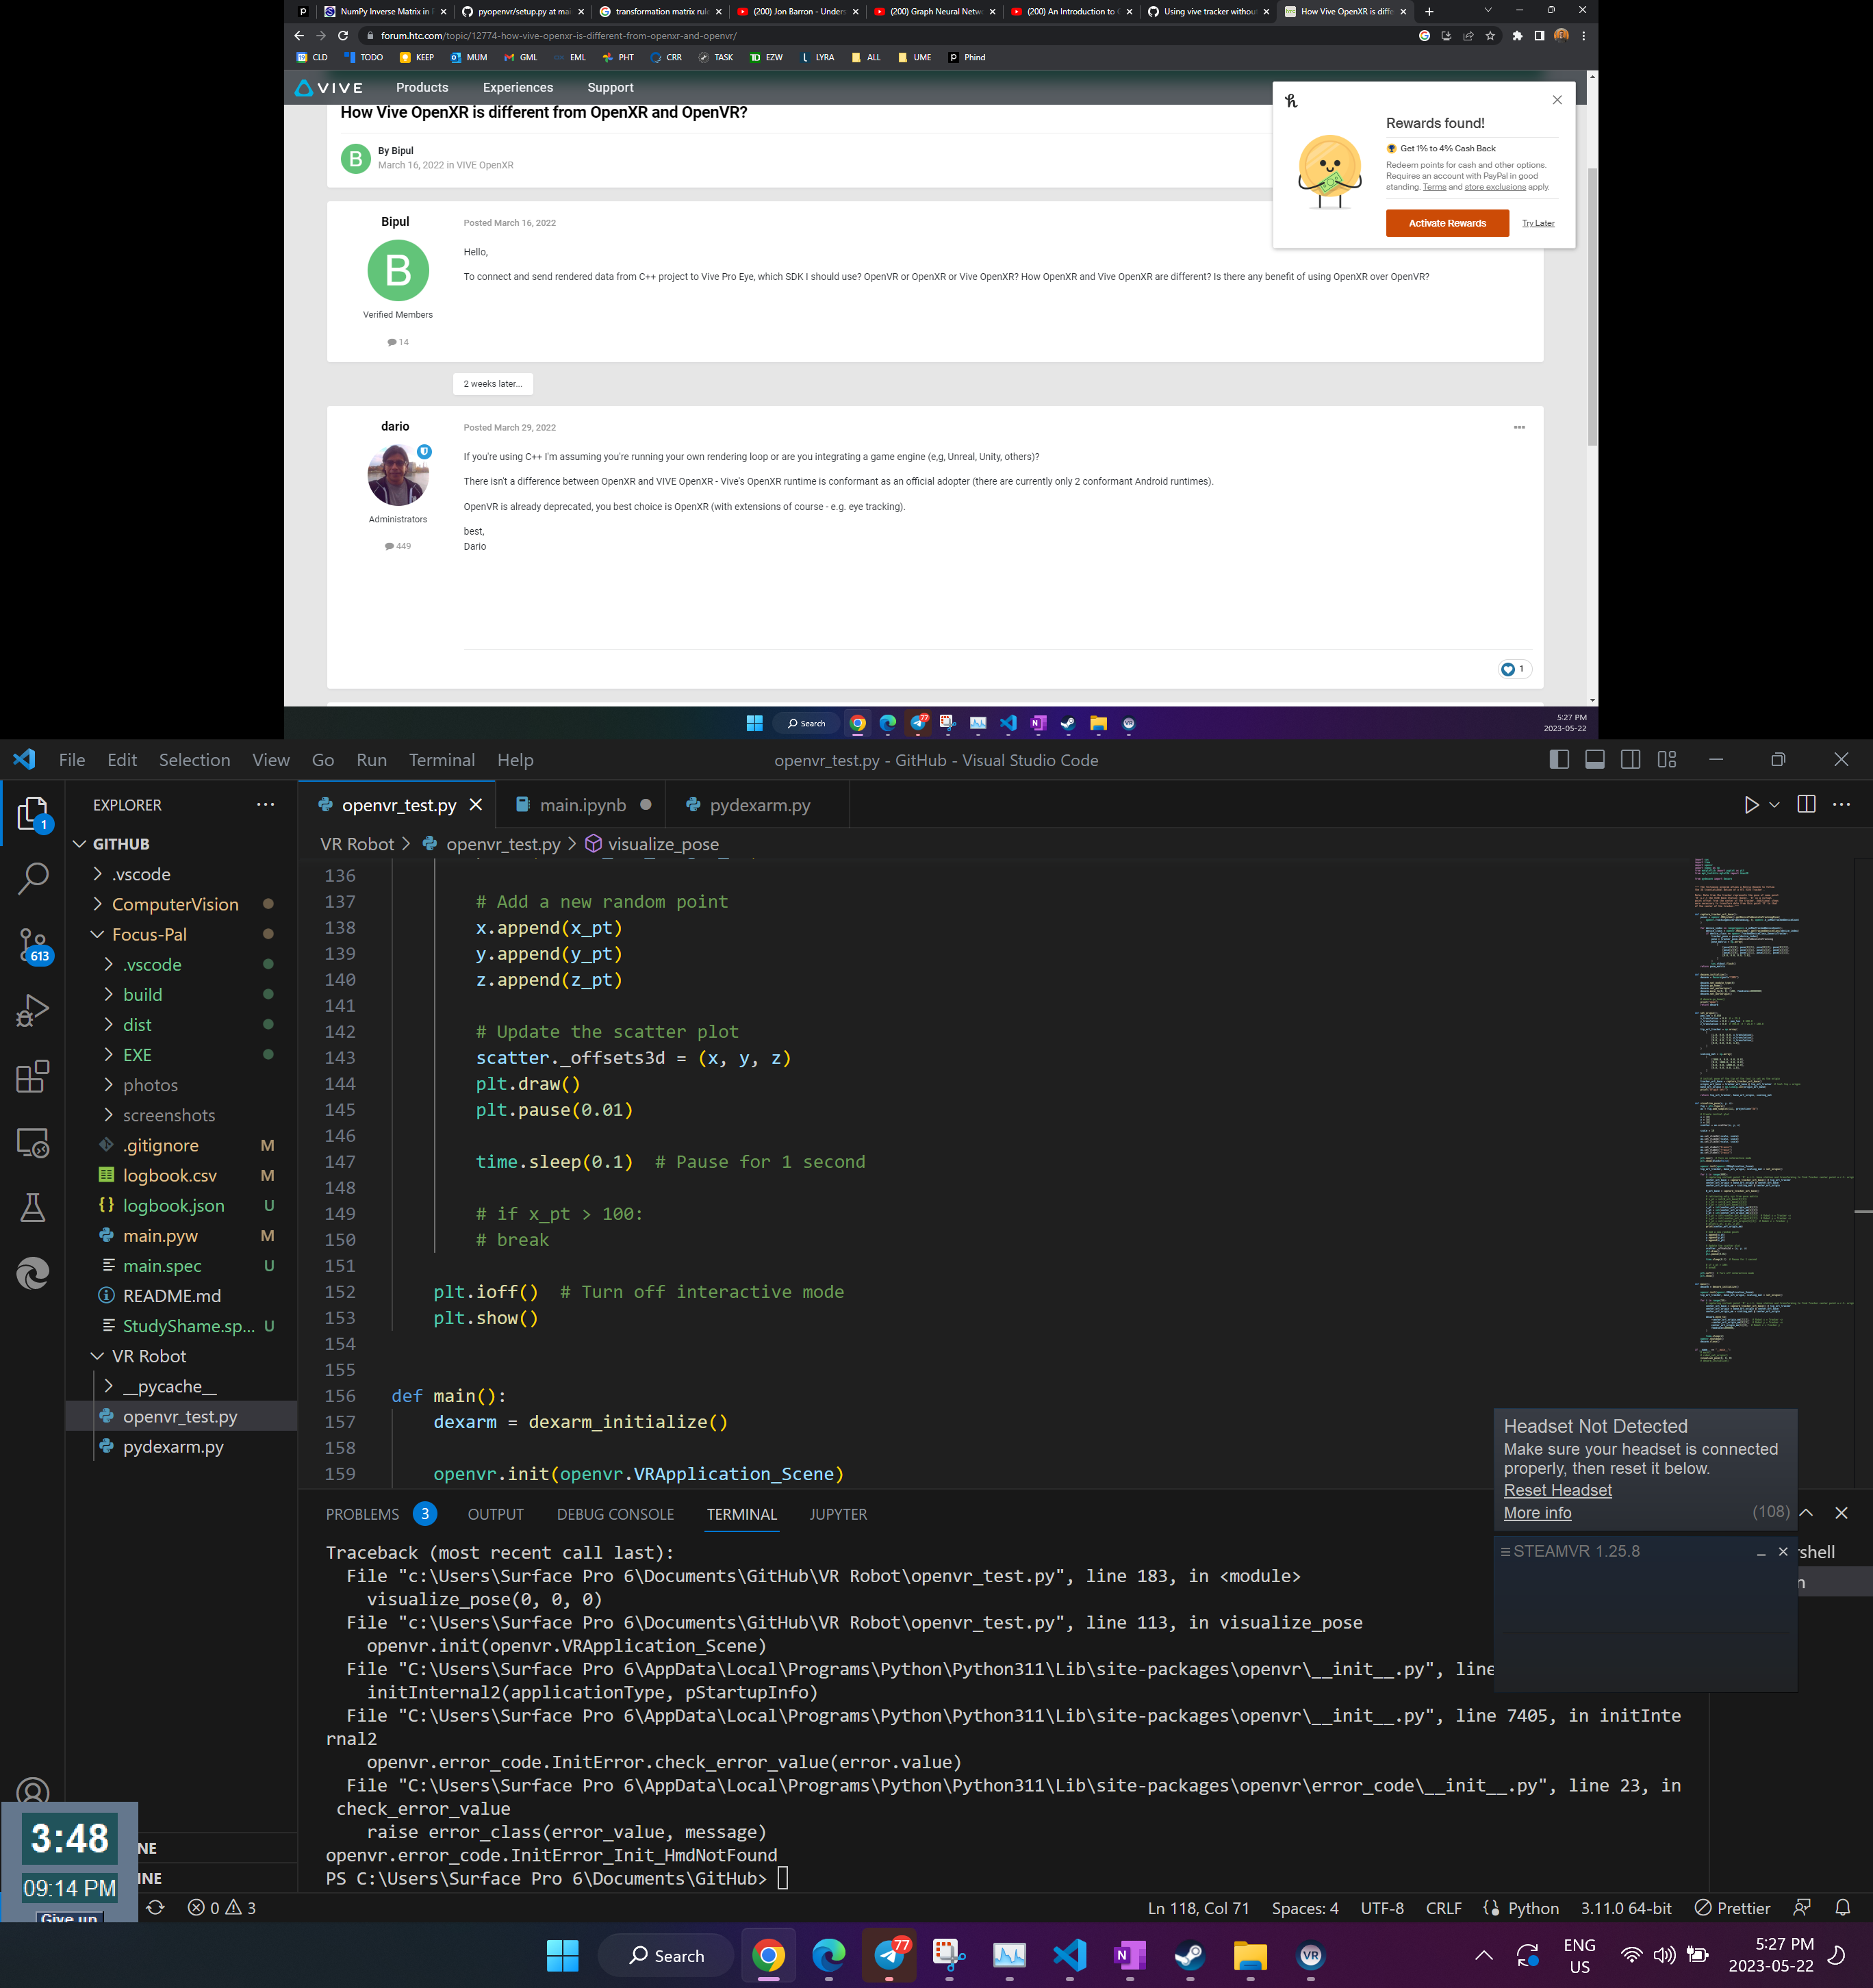 NumPy Inverse Matrix in
pyopenvr/setup.py at ma
transformation matrix rule
(200) Jon Barron - Unders
(200) Graph Neural Netw
(200) An Introduction to
Using vive tracker without
How Vive OpenXR is diffe
forum.htc.com/topic/12774-how-vive-openxr-is-different-from-openxr-and-openvr/
CLD TODO KEEP MUM GML EML PHT CRR TASK EZW LYRA ALL UME Phind
VIVE Products Experiences Support
How Vive OpenXR is different from OpenXR and OpenVR?
B
By Bipul
March 16, 2022 in VIVE OpenXR
Rewards found!
Get 1% to 4% Cash Back
Redeem points for cash and other options.
Requires an account with PayPal in good
standing. Terms and store exclusions apply.
Activate Rewards Try Later
Bipul
B
Verified Members
14
Posted March 16, 2022
Hello,
To connect and send rendered data from C++ project to Vive Pro Eye, which SDK I should use? OpenVR or OpenXR or Vive OpenXR? How OpenXR and Vive OpenXR are different? Is there any benefit of using OpenXR over OpenVR?
2 weeks later...
dario
Administrators
449
Posted March 29, 2022
If you're using C++ I'm assuming you're running your own rendering loop or are you integrating a game engine (e,g, Unreal, Unity, others)?
There isn't a difference between OpenXR and VIVE OpenXR - Vive's OpenXR runtime is conformant as an official adopter (there are currently only 2 conformant Android runtimes).
OpenVR is already deprecated, you best choice is OpenXR (with extensions of course - e.g. eye tracking).
best,
Dario
1
Search
77
5:27 PM
2023-05-22
File Edit Selection View Go Run Terminal Help
openvr_test.py - GitHub - Visual Studio Code
EXPLORER
1
613
GITHUB
.vscode
ComputerVision
Focus-Pal
.vscode
build
dist
EXE
photos
screenshots
.gitignore M
logbook.csv M
logbook.json U
main.pyw M
main.spec U
README.md
StudyShame.sp... U
VR Robot
__pycache__
openvr_test.py
pydexarm.py
openvr_test.py main.ipynb pydexarm.py
VR Robot > openvr_test.py > visualize_pose
136
137 # Add a new random point
138 x.append(x_pt)
139 y.append(y_pt)
140 z.append(z_pt)
141
142 # Update the scatter plot
143 scatter._offsets3d = (x, y, z)
144 plt.draw()
145 plt.pause(0.01)
146
147 time.sleep(0.1)  # Pause for 1 second
148
149 # if x_pt > 100:
150 # break
151
152 plt.ioff()  # Turn off interactive mode
153 plt.show()
154
155
156 def main():
157 dexarm = dexarm_initialize()
158
159 openvr.init(openvr.VRApplication_Scene)
Headset Not Detected
Make sure your headset is connected
properly, then reset it below.
Reset Headset
More info (108)
STEAMVR 1.25.8
shell
PROBLEMS 3 OUTPUT DEBUG CONSOLE TERMINAL JUPYTER
Traceback (most recent call last):
File "c:\Users\Surface Pro 6\Documents\GitHub\VR Robot\openvr_test.py", line 183, in <module>
visualize_pose(0, 0, 0)
File "c:\Users\Surface Pro 6\Documents\GitHub\VR Robot\openvr_test.py", line 113, in visualize_pose
openvr.init(openvr.VRApplication_Scene)
File "C:\Users\Surface Pro 6\AppData\Local\Programs\Python\Python311\Lib\site-packages\openvr\__init__.py", line
initInternal2(applicationType, pStartupInfo)
File "C:\Users\Surface Pro 6\AppData\Local\Programs\Python\Python311\Lib\site-packages\openvr\__init__.py", line 7405, in initInte
rnal2
openvr.error_code.InitError.check_error_value(error.value)
File "C:\Users\Surface Pro 6\AppData\Local\Programs\Python\Python311\Lib\site-packages\openvr\error_code\__init__.py", line 23, in
check_error_value
raise error_class(error_value, message)
openvr.error_code.InitError_Init_HmdNotFound
PS C:\Users\Surface Pro 6\Documents\GitHub>
3:48
09:14 PM
Give up
NE
INE
0 3
Ln 118, Col 71 Spaces: 4 UTF-8 CRLF Python 3.11.0 64-bit Prettier
Search
77
ENG
US
5:27 PM
2023-05-22